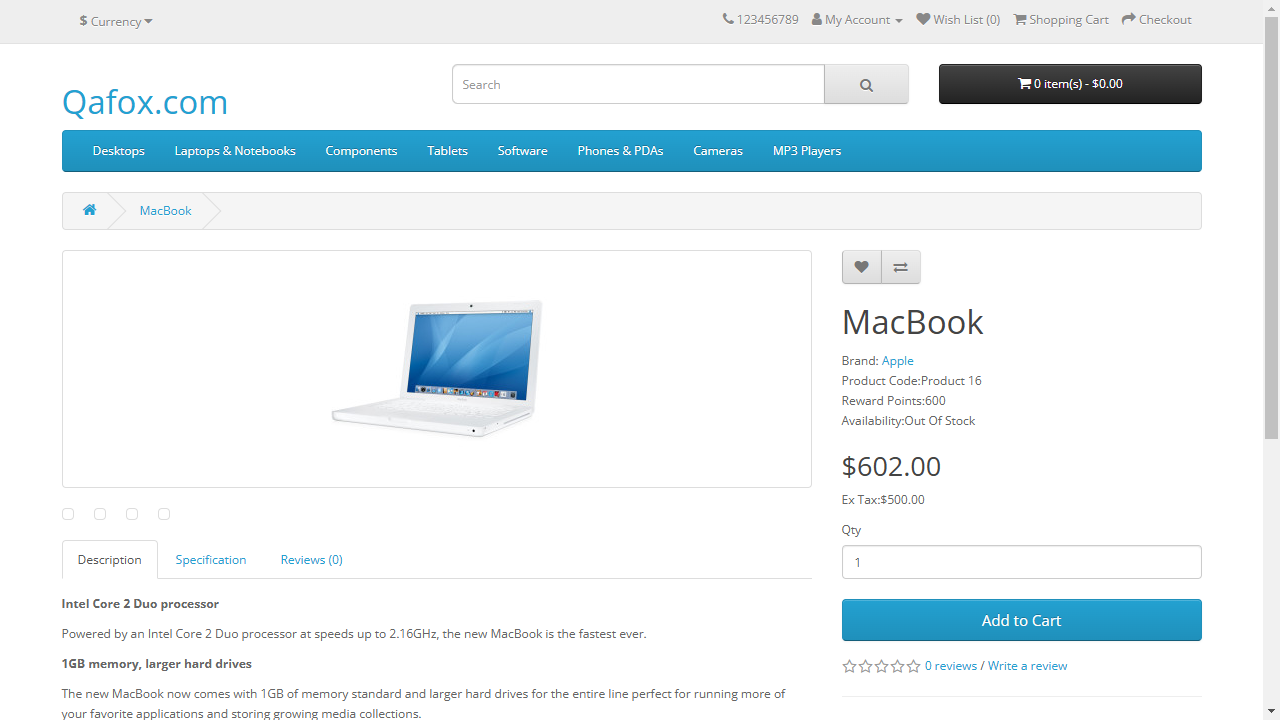 $ Currency
123456789 My Account Wish List (0) Shopping Cart Checkout
Qafox.com
Search
0 item(s) - $0.00
Desktops Laptops & Notebooks Components Tablets Software Phones & PDAs Cameras MP3 Players
MacBook
MacBook
Brand: Apple
Product Code:Product 16
Reward Points:600
Availability:Out Of Stock
$602.00
Ex Tax:$500.00
Qty
1
Add to Cart
0 reviews / Write a review
Description Specification Reviews (0)
Intel Core 2 Duo processor
Powered by an Intel Core 2 Duo processor at speeds up to 2.16GHz, the new MacBook is the fastest ever.
1GB memory, larger hard drives
The new MacBook now comes with 1GB of memory standard and larger hard drives for the entire line perfect for running more of
your favorite applications and storing growing media collections.